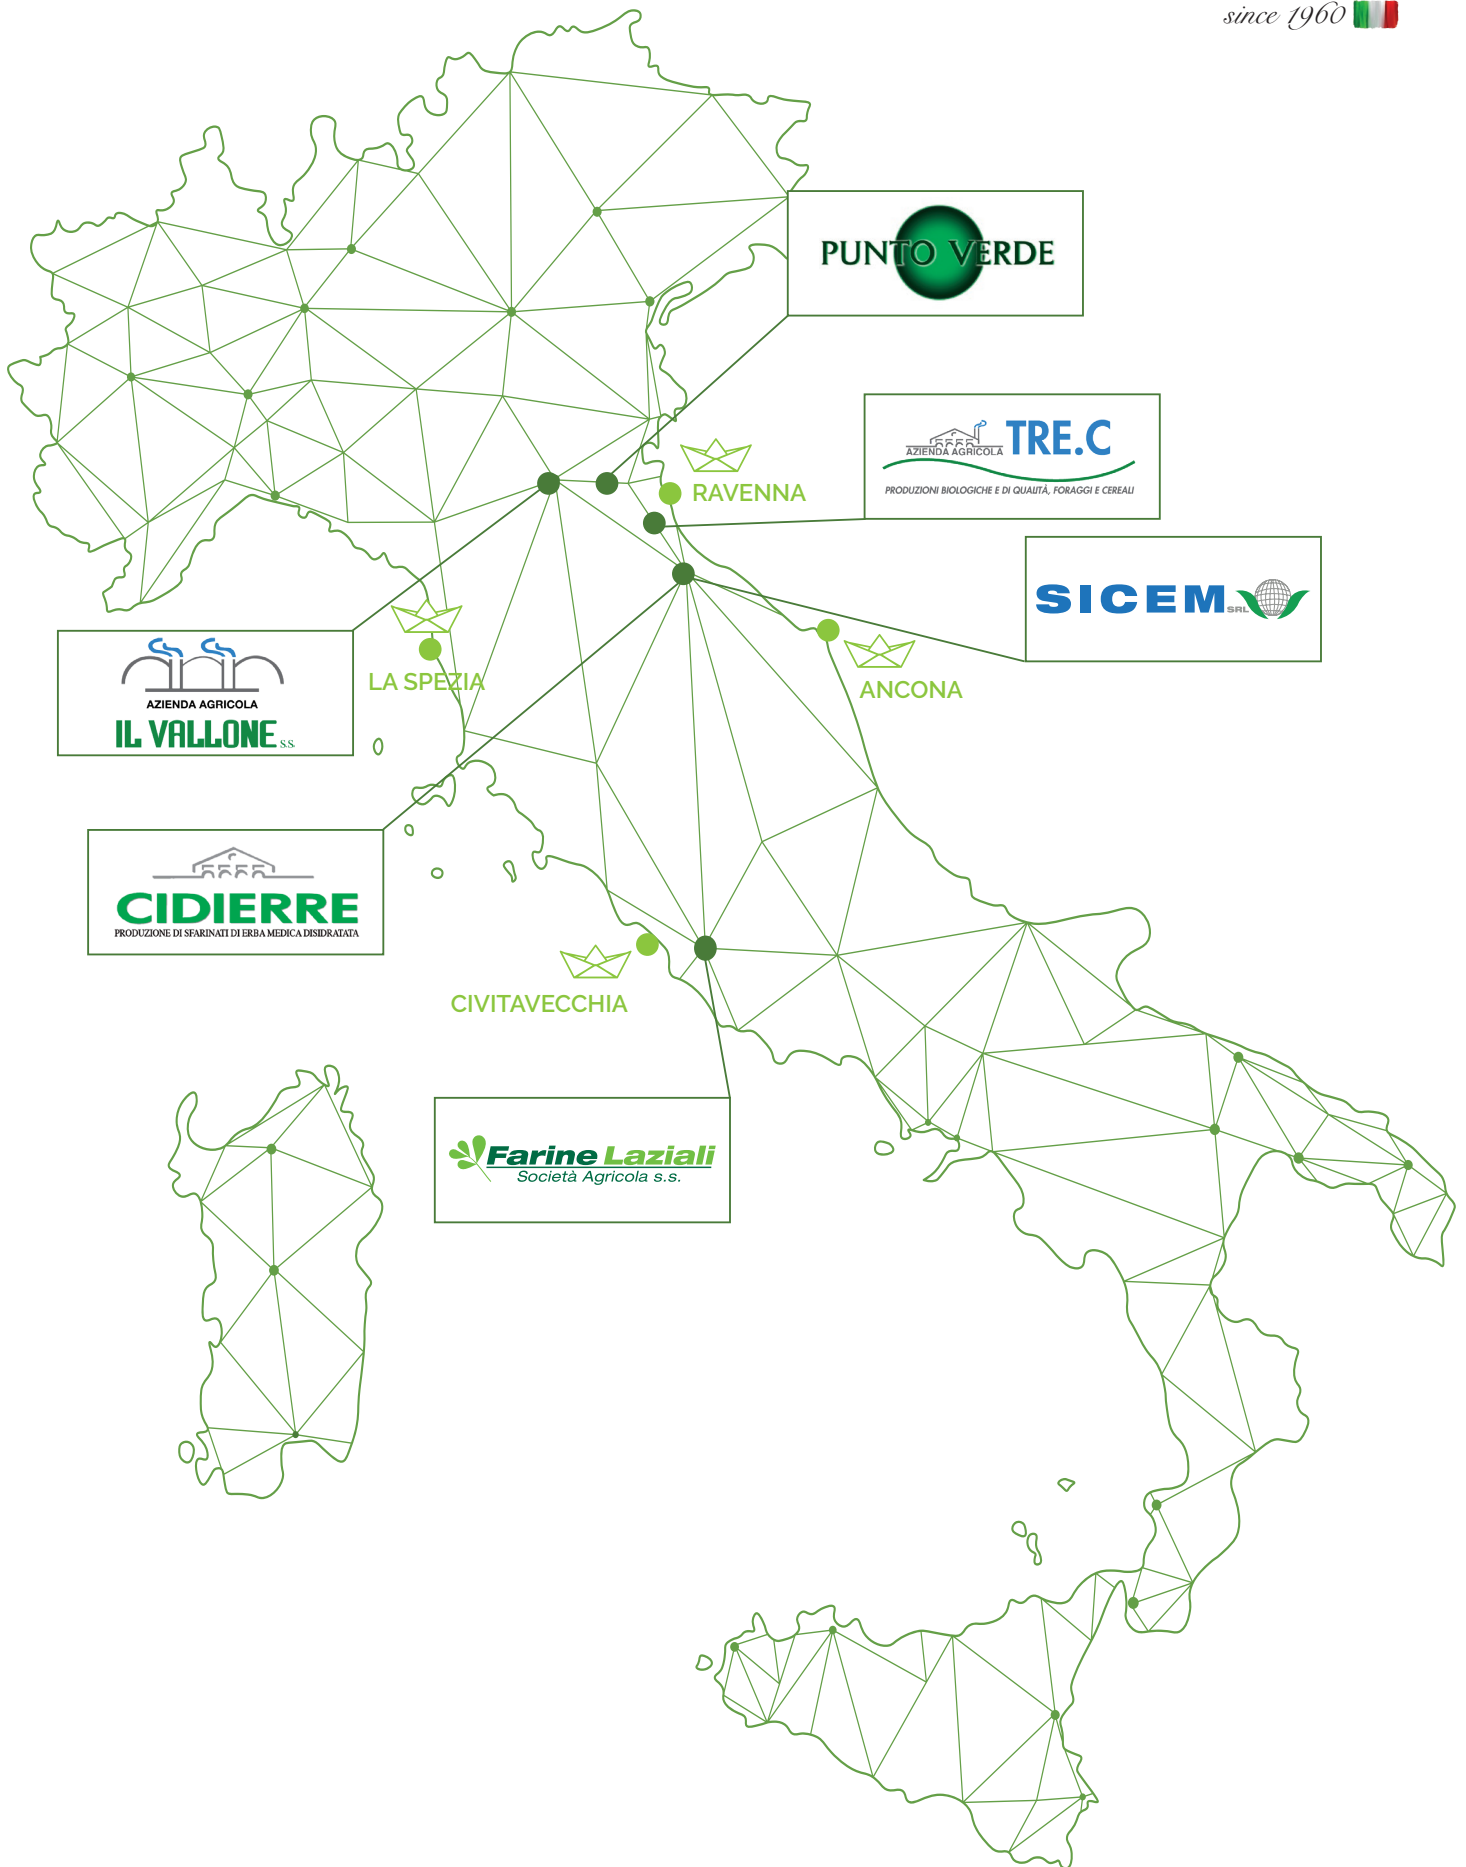 since 1960
PUNTO VERDE
AZIENDA AGRICOLA TRE.C
PRODUZIONI BIOLOGICHE E DI QUALITÀ, FORAGGI E CEREALI
RAVENNA
SICEM SRL
AZIENDA AGRICOLA
IL VALLONE s.s.
LA SPEZIA
ANCONA
CIDIERRE
PRODUZIONE DI SFARINATI DI ERBA MEDICA DISIDRATATA
CIVITAVECCHIA
Farine Laziali
Società Agricola s.s.